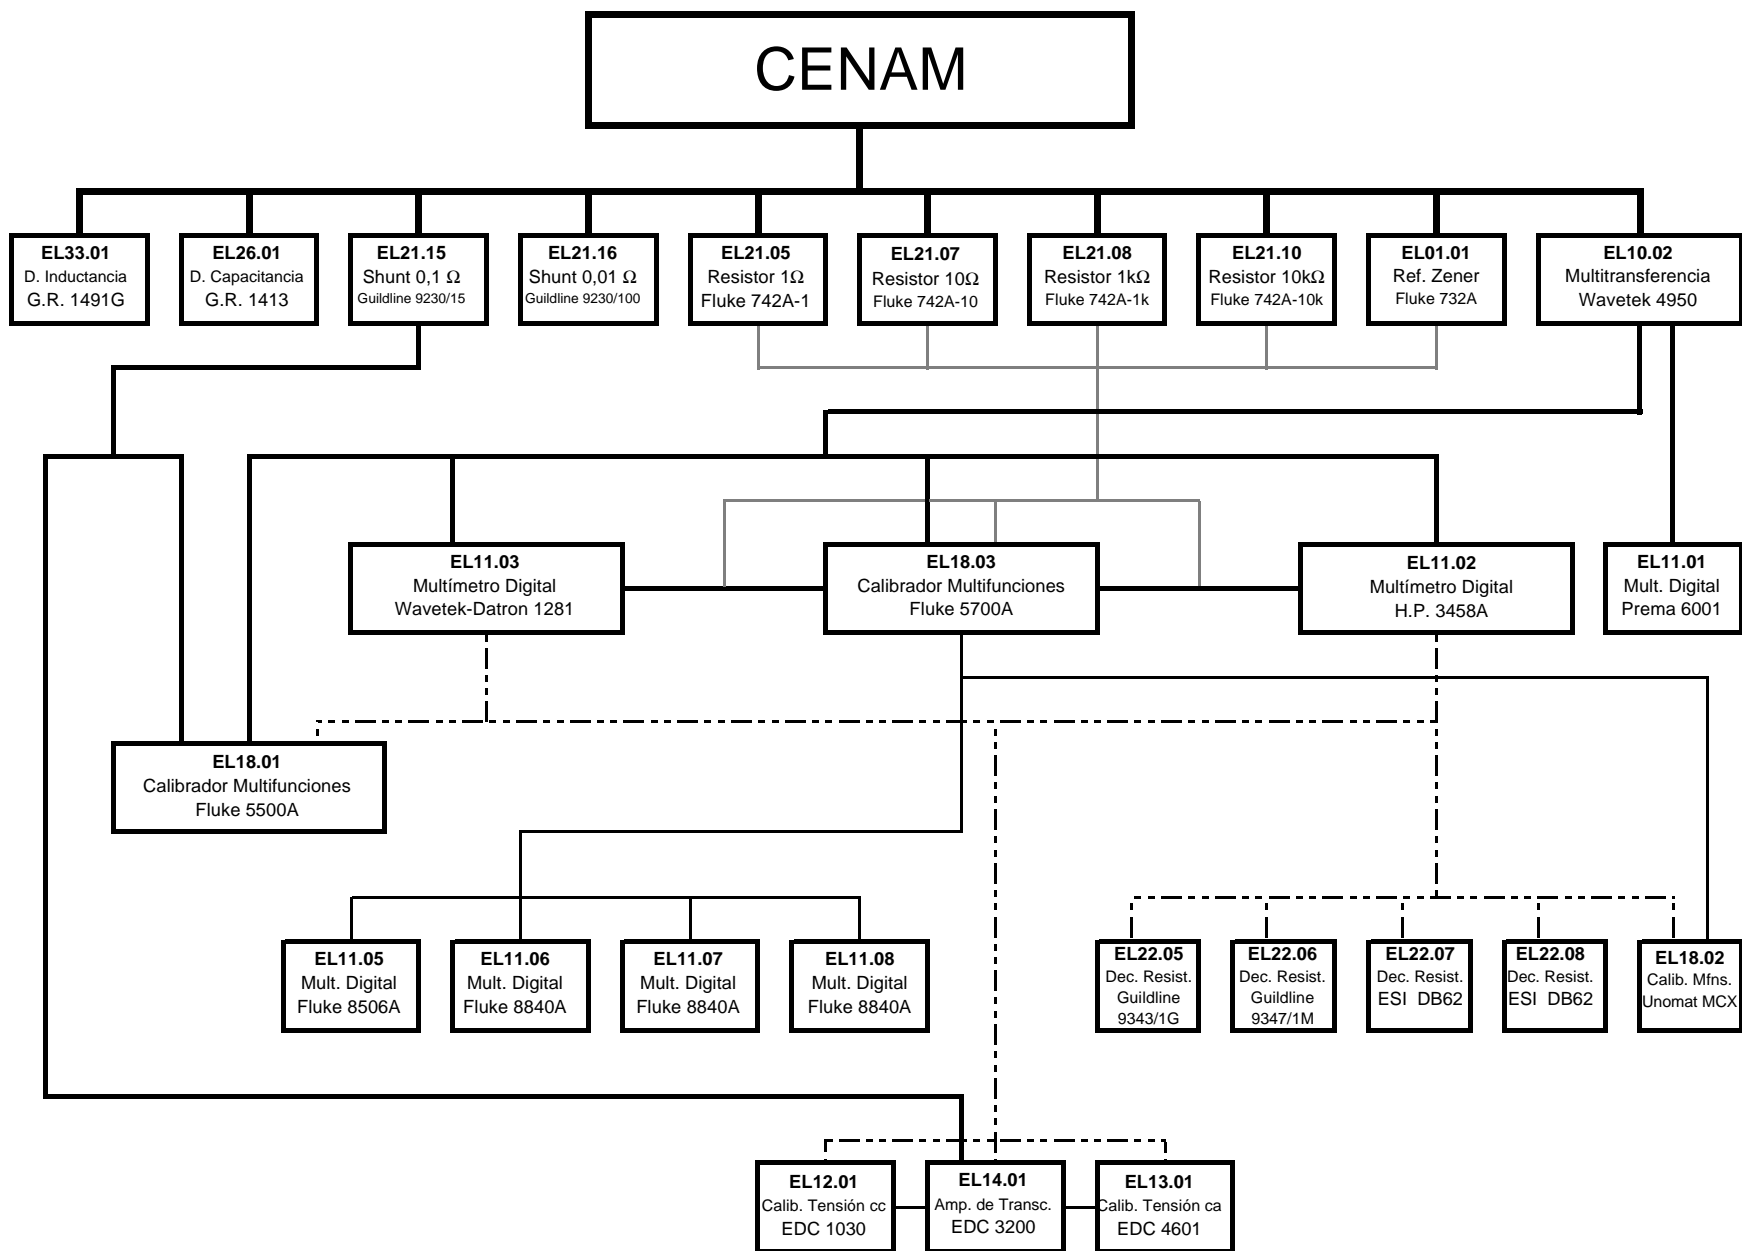 CENAM
EL33.01
D. Inductancia
G.R. 1491G
EL26.01
D. Capacitancia
G.R. 1413
EL21.15
Shunt 0,1 Ω
Guildline 9230/15
EL21.16
Shunt 0,01 Ω
Guildline 9230/100
EL21.05
Resistor 1Ω
Fluke 742A-1
EL21.07
Resistor 10Ω
Fluke 742A-10
EL21.08
Resistor 1kΩ
Fluke 742A-1k
EL21.10
Resistor 10kΩ
Fluke 742A-10k
EL01.01
Ref. Zener
Fluke 732A
EL10.02
Multitransferencia
Wavetek 4950
EL11.03
Multímetro Digital
Wavetek-Datron 1281
EL18.03
Calibrador Multifunciones
Fluke 5700A
EL11.02
Multímetro Digital
H.P. 3458A
EL11.01
Mult. Digital
Prema 6001
EL18.01
Calibrador Multifunciones
Fluke 5500A
EL11.05
Mult. Digital
Fluke 8506A
EL11.06
Mult. Digital
Fluke 8840A
EL11.07
Mult. Digital
Fluke 8840A
EL11.08
Mult. Digital
Fluke 8840A
EL22.05
Dec. Resist.
Guildline
9343/1G
EL22.06
Dec. Resist.
Guildline
9347/1M
EL22.07
Dec. Resist.
ESI DB62
EL22.08
Dec. Resist.
ESI DB62
EL18.02
Calib. Mfns.
Unomat MCX
EL12.01
Calib. Tensión cc
EDC 1030
EL14.01
Amp. de Transc.
EDC 3200
EL13.01
Calib. Tensión ca
EDC 4601